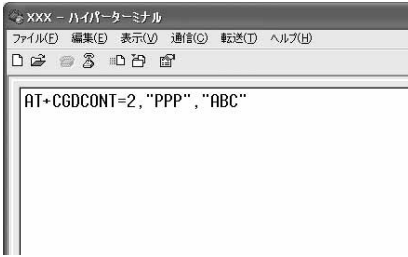 XXX - ハイパーターミナル
ファイル(F) 編集(E) 表示(V) 通信(C) 転送(T) ヘルプ(H)
AT+CGDCONT=2,"PPP","ABC"